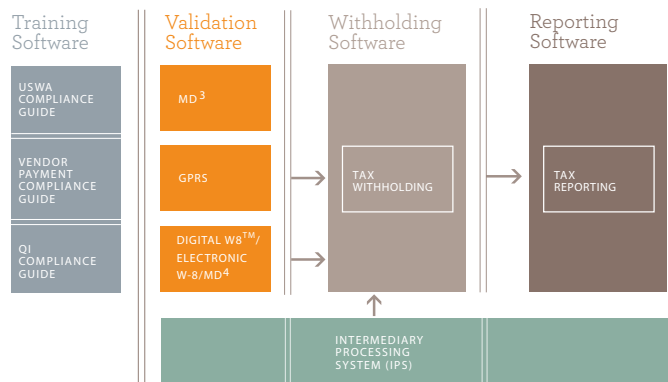 Training
Software
USWA
COMPLIANCE
GUIDE
VENDOR
PAYMENT
COMPLIANCE
GUIDE
QI
COMPLIANCE
GUIDE
Validation
Software
MD3
GPRS
DIGITAL W8TM/
ELECTRONIC
W-8/MD4
Withholding
Software
TAX
WITHHOLDING
Reporting
Software
TAX
REPORTING
INTERMEDIARY
PROCESSING
SYSTEM (IPS)